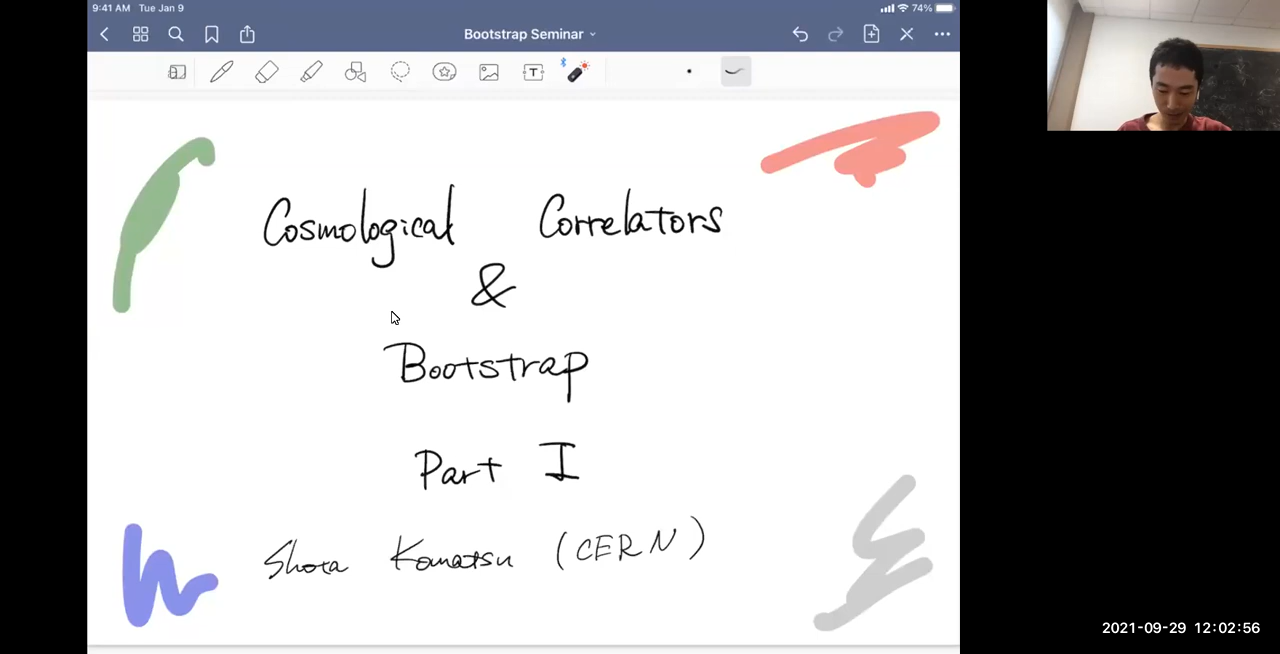 9:41 AM Tue Jan 9
74%
Bootstrap Seminar
T
Cosmological Correlators
&
Bootstrap
Part I
Shota Komatsu (CERN)
2021-09-29 12:02:56